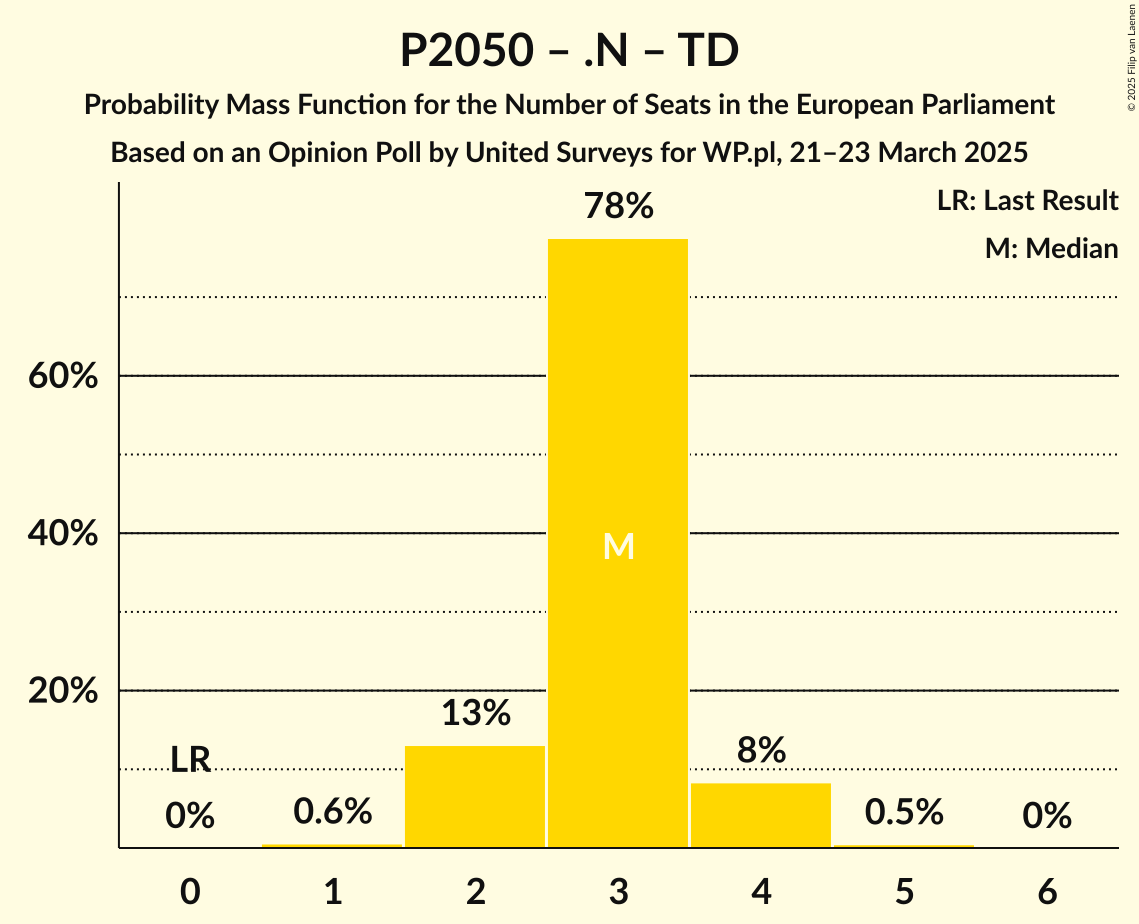 P2050 – .N – TD
Probability Mass Function for the Number of Seats in the European Parliament
Based on an Opinion Poll by United Surveys for WP.pl, 21–23 March 2025
© 2025 Filip van Laenen
LR: Last Result
M: Median
78%
60%
40%
M
20%
13%
LR
8%
0%
0.6%
0.5%
0%
0 1 2 3 4 5 6